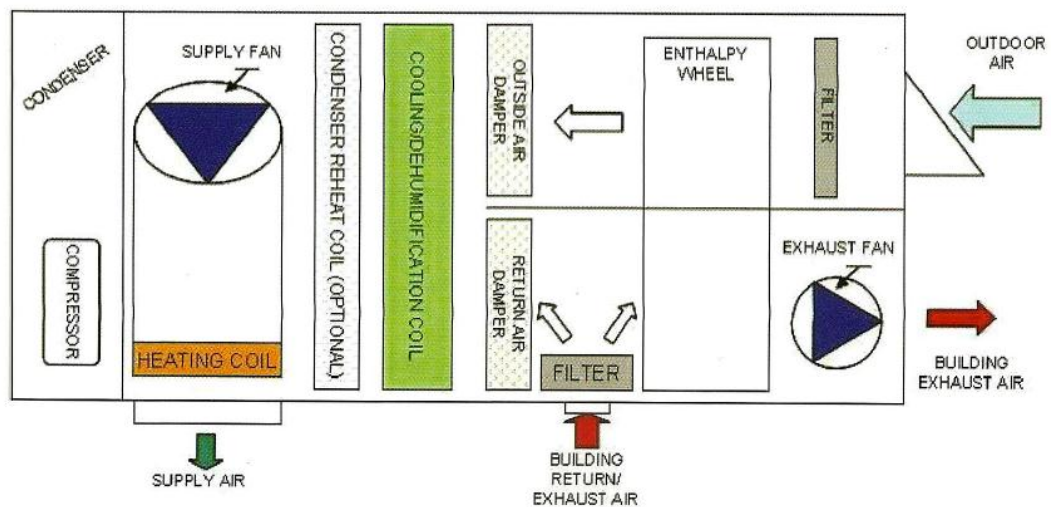 CONDENSER
SUPPLY FAN
CONDENSER REHEAT COIL (OPTIONAL)
COOLING/DEHUMIDIFICATION
COIL
OUTSIDE AIR
DAMPER
ENTHALPY
WHEEL
FILTER
OUTDOOR
AIR
COMPRESSOR
HEATING COIL
RETURN AIR
DAMPER
FILTER
EXHAUST FAN
BUILDING
EXHAUST AIR
SUPPLY AIR
BUILDING
RETURN/
EXHAUST AIR